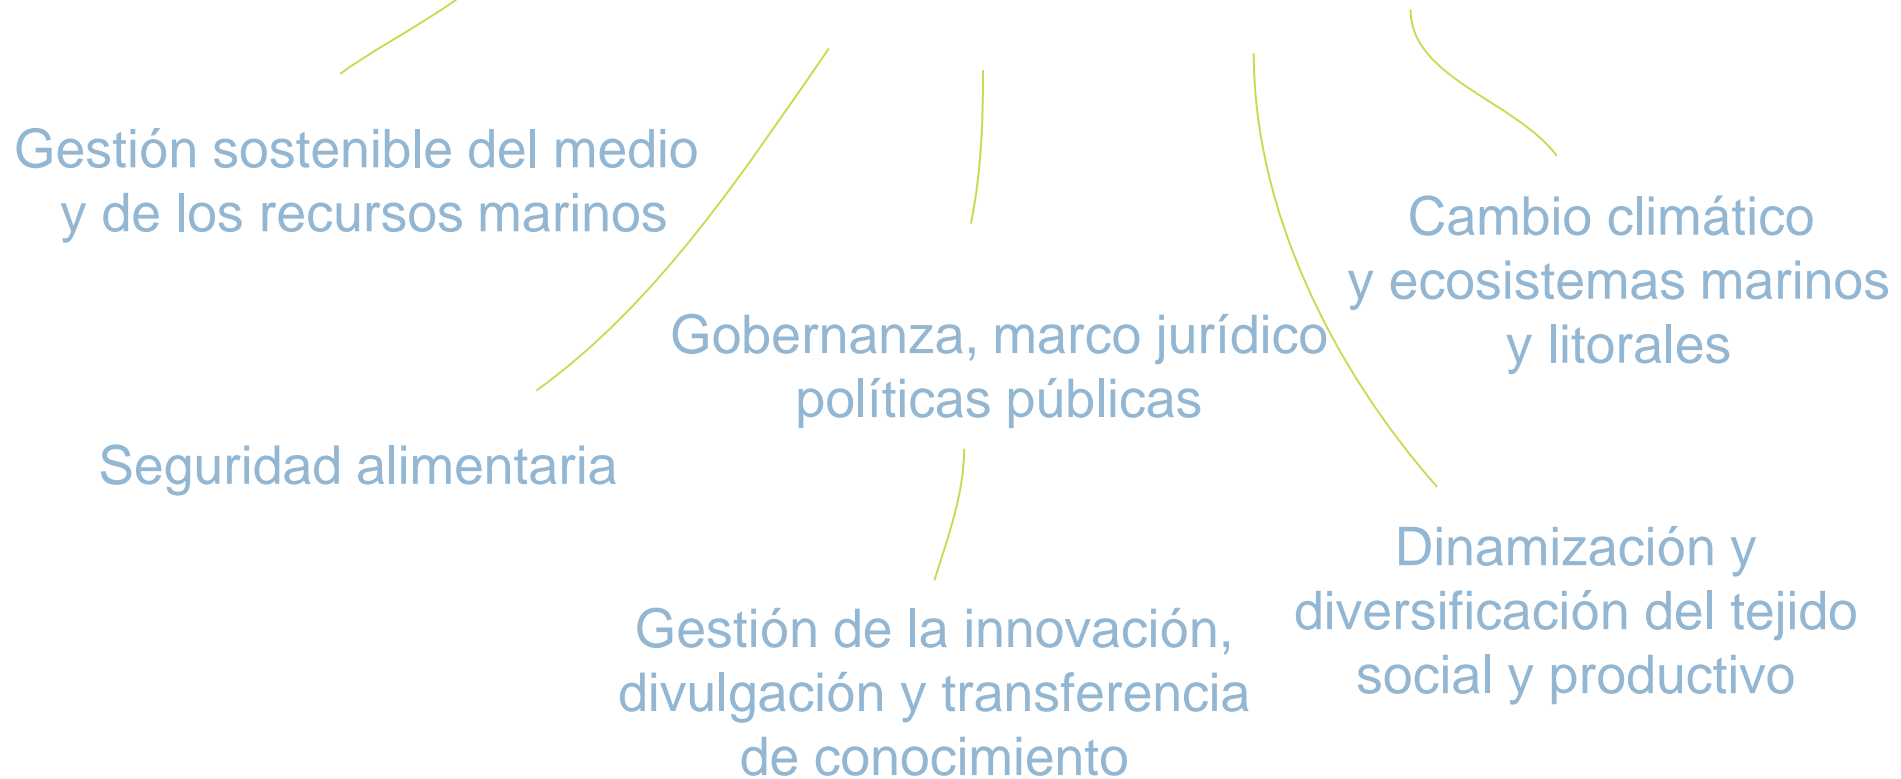 Gestión sostenible del medio
y de los recursos marinos
Seguridad alimentaria
Gobernanza, marco jurídico
políticas públicas
Gestión de la innovación,
divulgación y transferencia
de conocimiento
Cambio climático
y ecosistemas marinos
y litorales
Dinamización y
diversificación del tejido
social y productivo